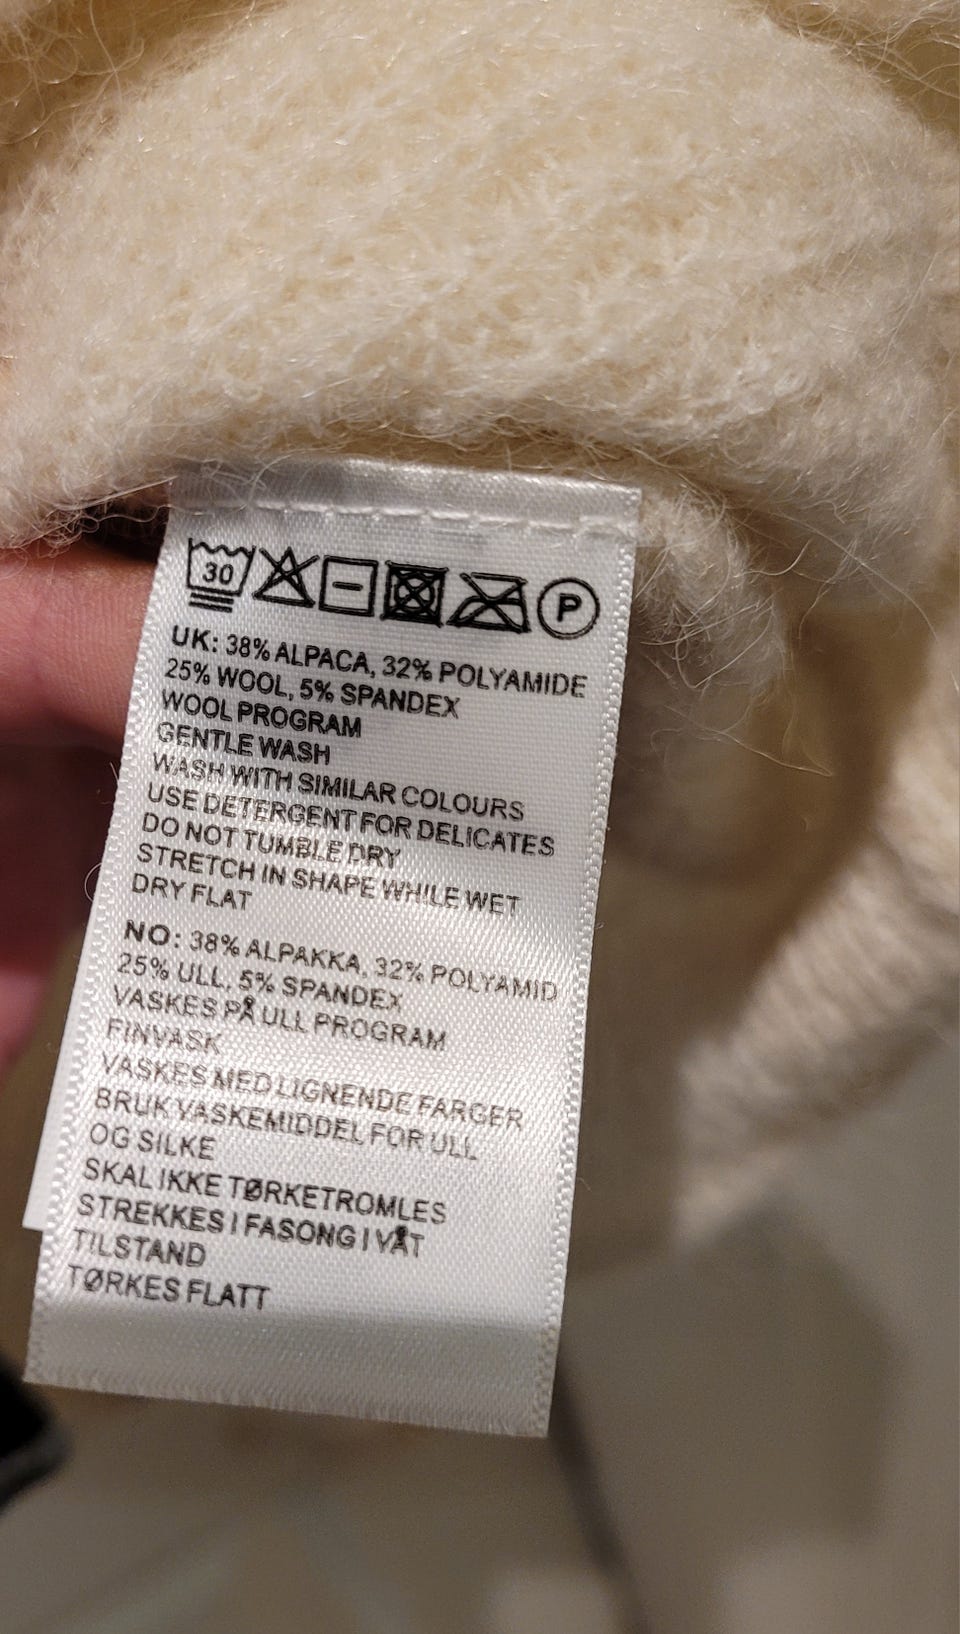 30
P
UK: 38% ALPACA, 32% POLYAMIDE
25% WOOL, 5% SPANDEX
WOOL PROGRAM
GENTLE WASH
WASH WITH SIMILAR COLOURS
USE DETERGENT FOR DELICATES
DO NOT TUMBLE DRY
STRETCH IN SHAPE WHILE WET
DRY FLAT
NO: 38% ALPAKKA, 32% POLYAMID
25% ULL, 5% SPANDEX
VASKES PÅ ULL PROGRAM
FINVASK
VASKES MED LIGNENDE FARGER
BRUK VASKEMIDDEL FOR ULL
OG SILKE
SKAL IKKE TØRKETROMLES
STREKKES I FASONG I VÅT
TILSTAND
TØRKES FLATT